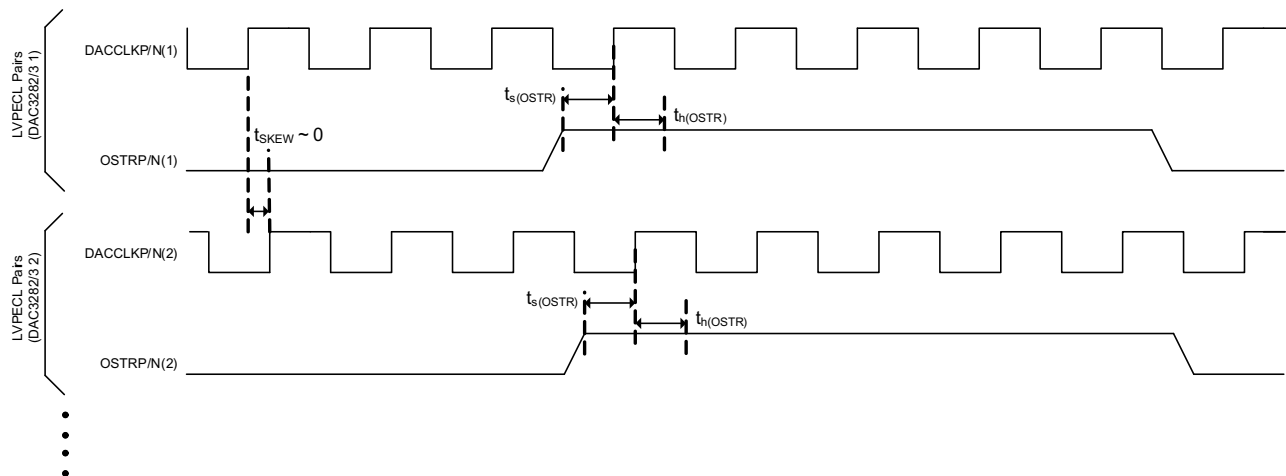 LVPECL Pairs
(DAC3282/3 1)
DACCLKP/N(1)
ts(OSTR)
th(OSTR)
tSKEW ~ 0
OSTRP/N(1)
LVPECL Pairs
(DAC3282/3 2)
DACCLKP/N(2)
ts(OSTR)
th(OSTR)
OSTRP/N(2)